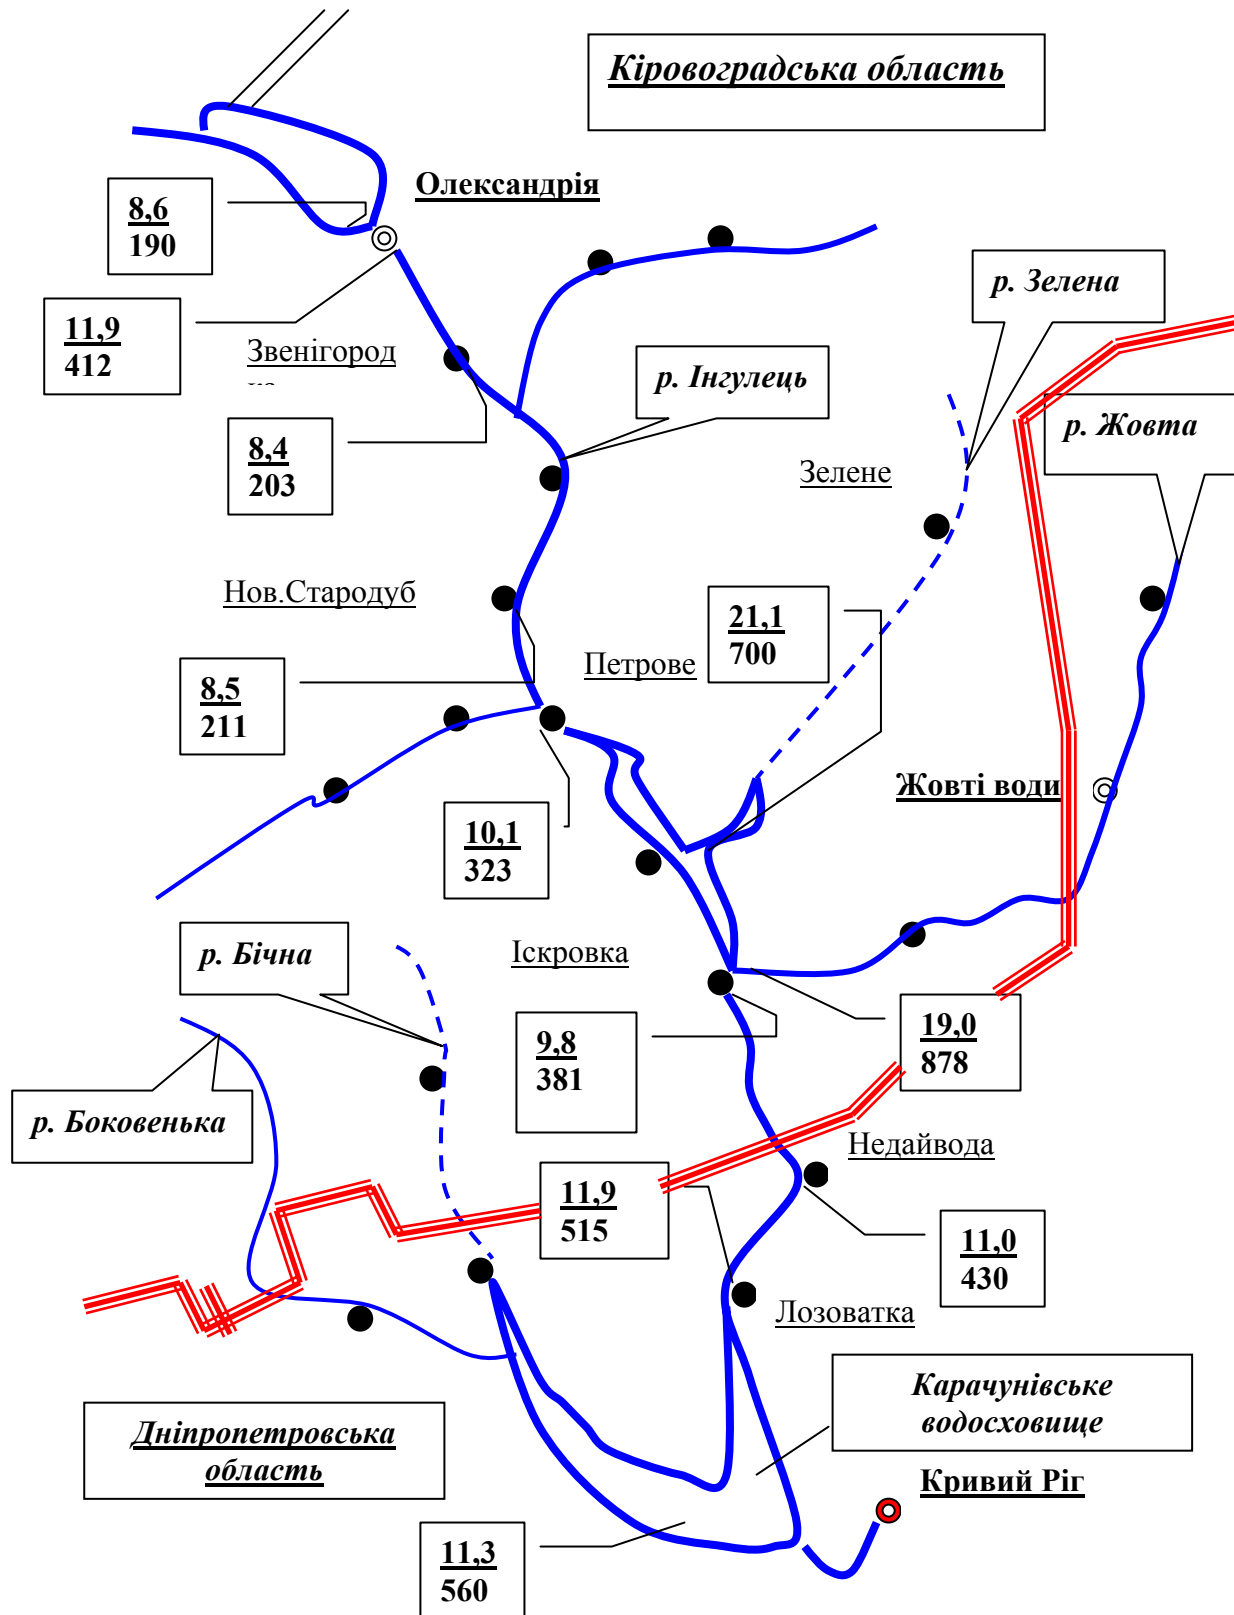 Кіровоградська область
Олександрія
8,6
190
р. Зелена
11,9
412
Звенігород
р. Інгулець
р. Жовта
8,4
203
Зелене
Нов.Стародуб
21,1
700
Петрове
8,5
211
Жовті води
10,1
323
р. Бічна
Іскровка
9,8
381
19,0
878
р. Боковенька
Недайвода
11,9
515
11,0
430
Лозоватка
Карачунівське
водосховище
Дніпропетровська
область
Кривий Ріг
11,3
560